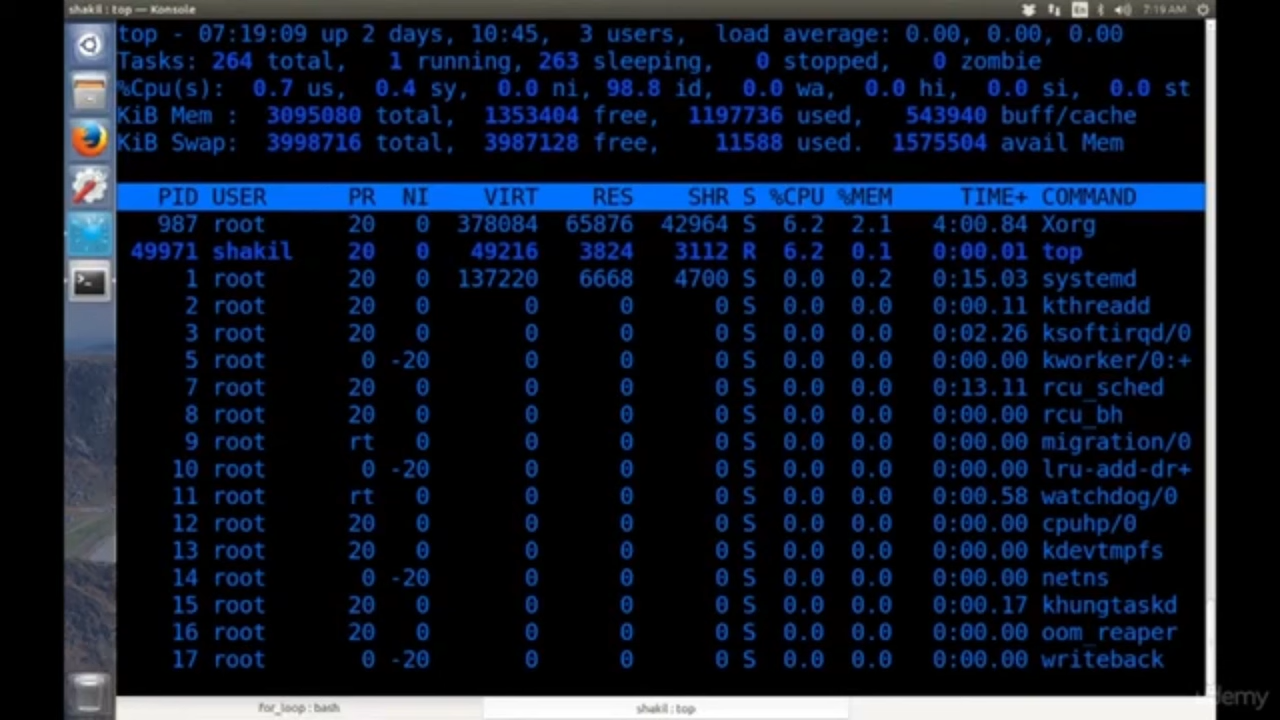 shakil : top — Konsole
En 7:19 AM
top - 07:19:09 up 2 days, 10:45,  3 users,  load average: 0.00, 0.00, 0.00
Tasks: 264 total,   1 running, 263 sleeping,   0 stopped,   0 zombie
%Cpu(s):  0.7 us,  0.4 sy,  0.0 ni, 98.8 id,  0.0 wa,  0.0 hi,  0.0 si,  0.0 st
KiB Mem :  3095080 total,  1353404 free,  1197736 used,   543940 buff/cache
KiB Swap:  3998716 total,  3987128 free,    11588 used.  1575504 avail Mem
PID USER PR NI VIRT RES SHR S %CPU %MEM TIME+ COMMAND
987 root 20 0 378084 65876 42964 S 6.2 2.1 4:00.84 Xorg
49971 shakil 20 0 49216 3824 3112 R 6.2 0.1 0:00.01 top
1 root 20 0 137220 6668 4700 S 0.0 0.2 0:15.03 systemd
2 root 20 0 0 0 0 S 0.0 0.0 0:00.11 kthreadd
3 root 20 0 0 0 0 S 0.0 0.0 0:02.26 ksoftirqd/0
5 root 0 -20 0 0 0 S 0.0 0.0 0:00.00 kworker/0:+
7 root 20 0 0 0 0 S 0.0 0.0 0:13.11 rcu_sched
8 root 20 0 0 0 0 S 0.0 0.0 0:00.00 rcu_bh
9 root rt 0 0 0 0 S 0.0 0.0 0:00.00 migration/0
10 root 0 -20 0 0 0 S 0.0 0.0 0:00.00 lru-add-dr+
11 root rt 0 0 0 0 S 0.0 0.0 0:00.58 watchdog/0
12 root 20 0 0 0 0 S 0.0 0.0 0:00.00 cpuhp/0
13 root 20 0 0 0 0 S 0.0 0.0 0:00.00 kdevtmpfs
14 root 0 -20 0 0 0 S 0.0 0.0 0:00.00 netns
15 root 20 0 0 0 0 S 0.0 0.0 0:00.17 khungtaskd
16 root 20 0 0 0 0 S 0.0 0.0 0:00.00 oom_reaper
17 root 0 -20 0 0 0 S 0.0 0.0 0:00.00 writeback
for_loop : bash
shakil : top
udemy